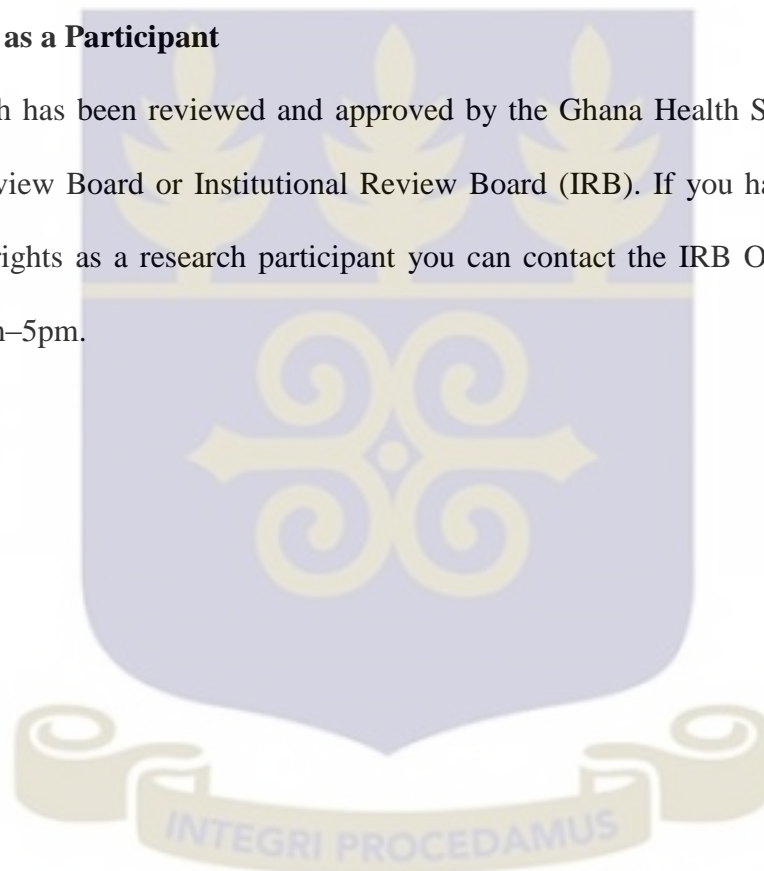 as a Participant
h has been reviewed and approved by the Ghana Health S
view Board or Institutional Review Board (IRB). If you ha
rights as a research participant you can contact the IRB O
–5pm.
INTEGRI PROCEDAMUS